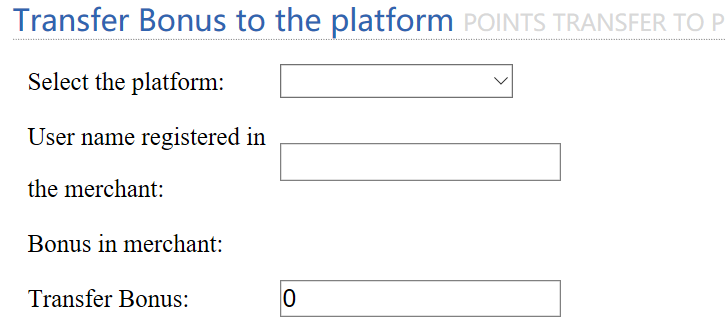 Transfer Bonus to the platform POINTS TRANSFER TO P
Select the platform:
User name registered in
the merchant:
Bonus in merchant:
Transfer Bonus: 0